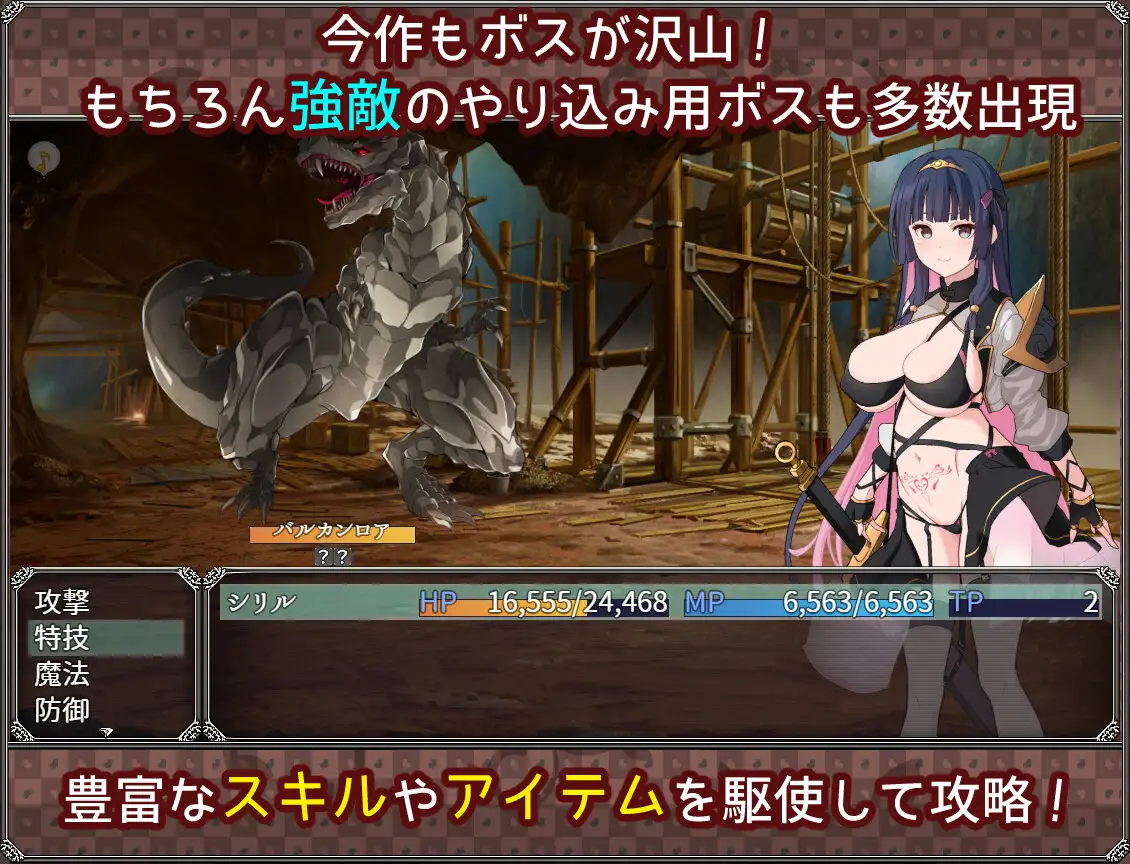 今作もボスが沢山！
もちろん強敵のやり込み用ボスも多数出現
バルカンロア
？？
攻撃
特技
魔法
防御
シリル HP 16,555/24,468 MP 6,563/6,563 TP 2
豊富なスキルやアイテムを駆使して攻略！